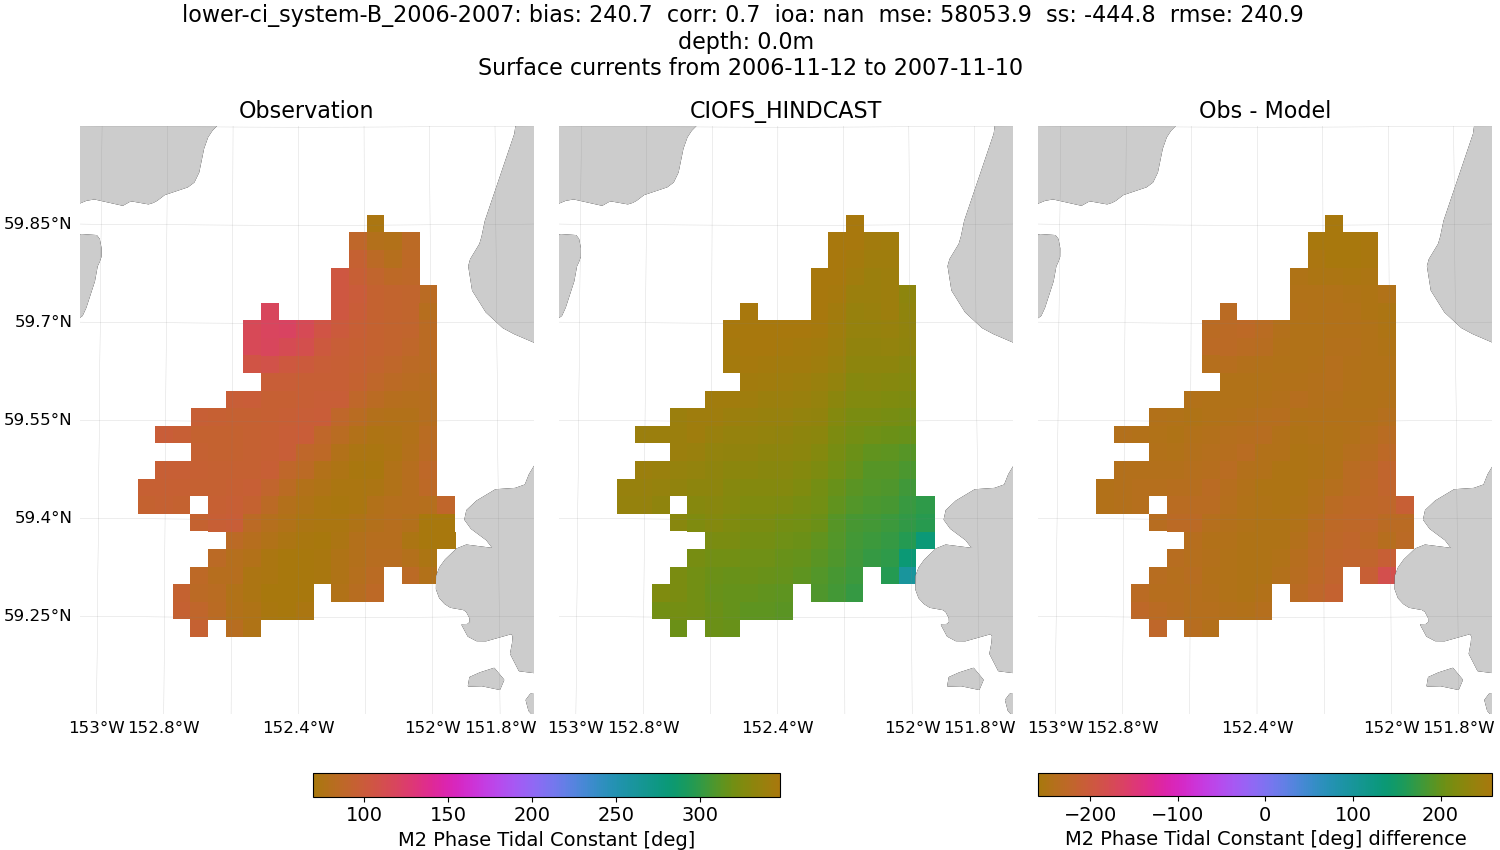 lower-ci_system-B_2006-2007: bias: 240.7  corr: 0.7  ioa: nan  mse: 58053.9  ss: -444.8  rmse: 240.9
depth: 0.0m
Surface currents from 2006-11-12 to 2007-11-10
Observation
CIOFS_HINDCAST
Obs - Model
59.85°N
59.7°N
59.55°N
59.4°N
59.25°N
153°W 152.8°W 152.4°W 152°W 151.8°W
153°W 152.8°W 152.4°W 152°W 151.8°W
153°W 152.8°W 152.4°W 152°W 151.8°W
100 150 200 250 300
M2 Phase Tidal Constant [deg]
−200 −100 0 100 200
M2 Phase Tidal Constant [deg] difference